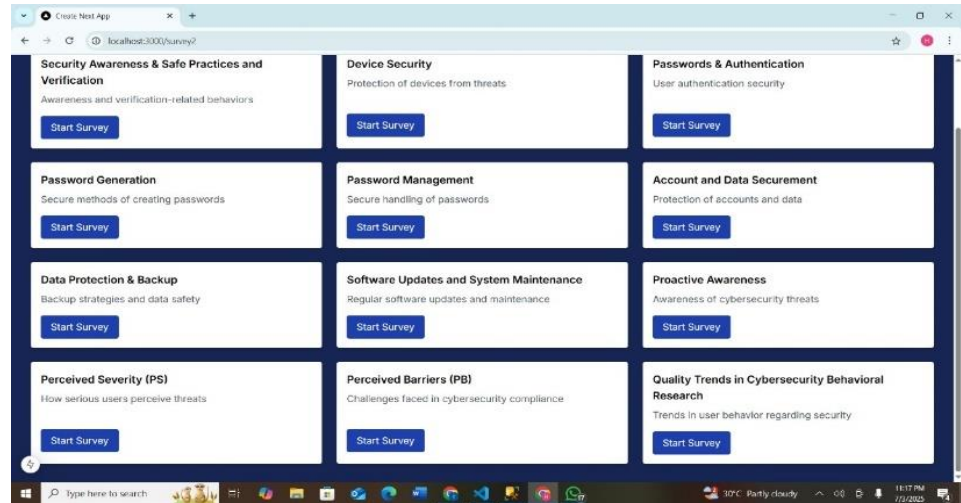 Create Next App
localhost:3000/survey2
Security Awareness & Safe Practices and
Verification
Awareness and verification-related behaviors
Start Survey
Device Security
Protection of devices from threats
Start Survey
Passwords & Authentication
User authentication security
Start Survey
Password Generation
Secure methods of creating passwords
Start Survey
Password Management
Secure handling of passwords
Start Survey
Account and Data Securement
Protection of accounts and data
Start Survey
Data Protection & Backup
Backup strategies and data safety
Start Survey
Software Updates and System Maintenance
Regular software updates and maintenance
Start Survey
Proactive Awareness
Awareness of cybersecurity threats
Start Survey
Perceived Severity (PS)
How serious users perceive threats
Start Survey
Perceived Barriers (PB)
Challenges faced in cybersecurity compliance
Start Survey
Quality Trends in Cybersecurity Behavioral
Research
Trends in user behavior regarding security
Start Survey
Type here to search
30°C Partly cloudy
11:17 PM
7/3/2025